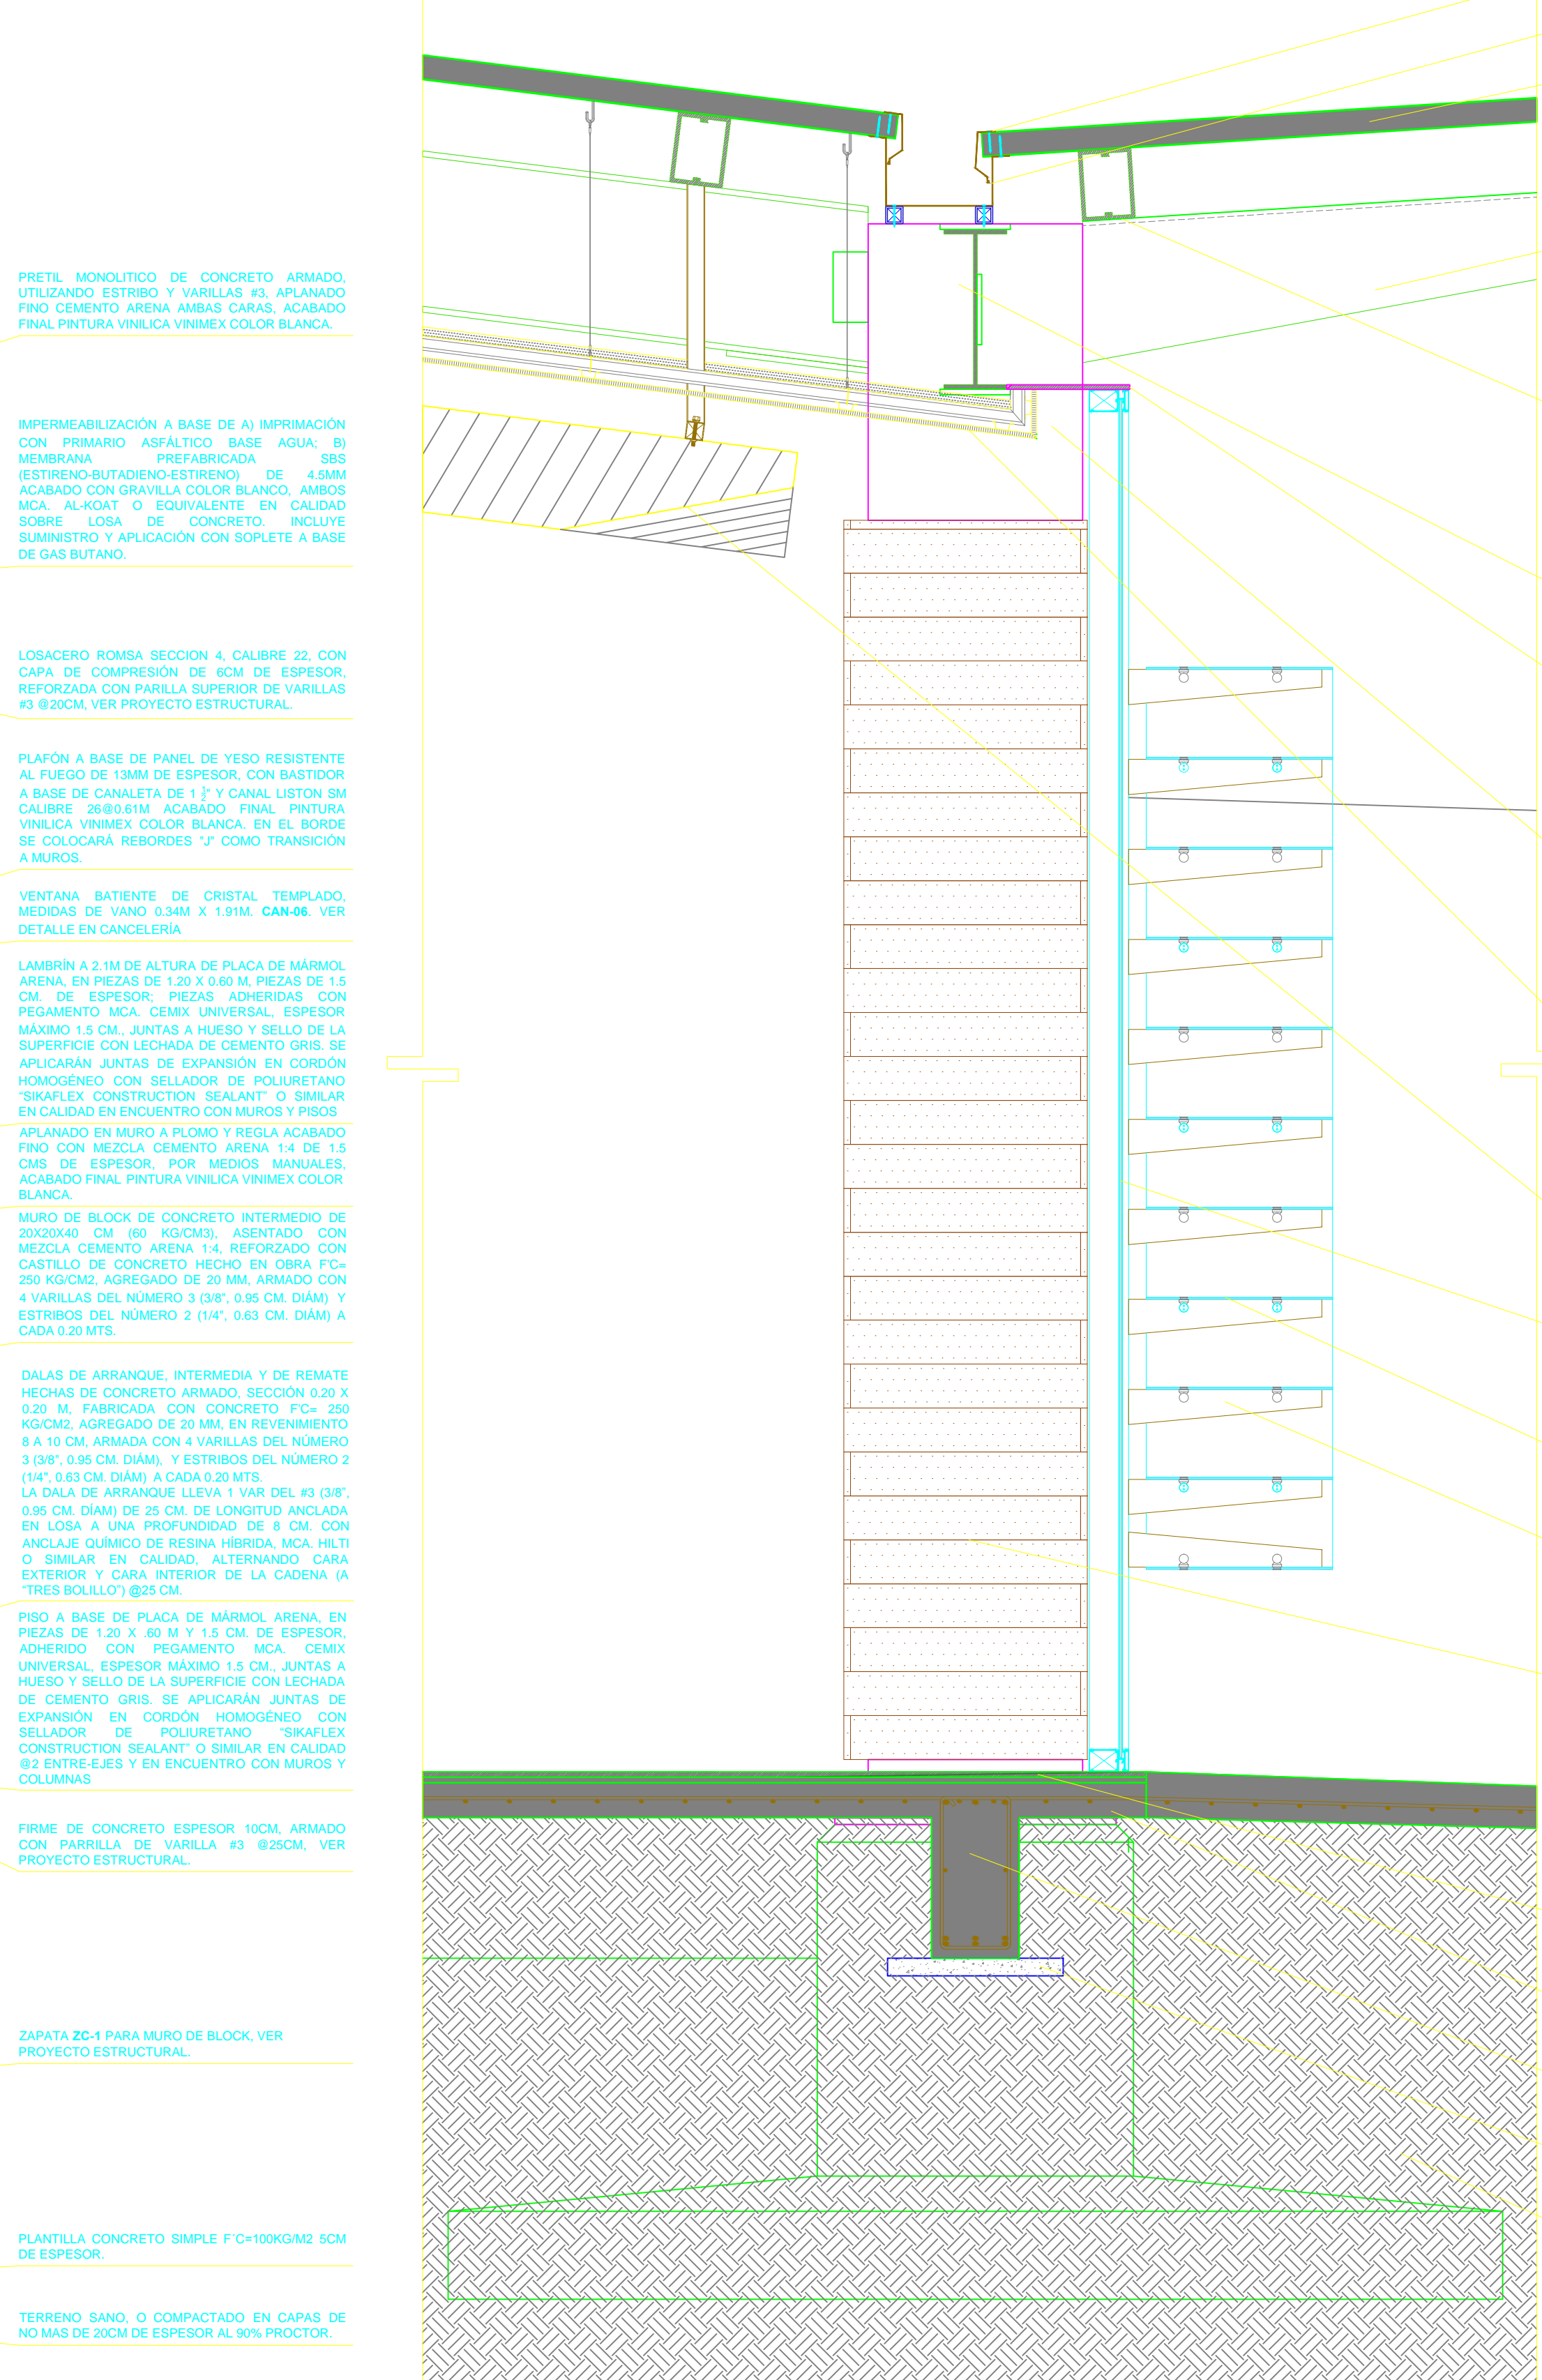 PRETIL MONOLITICO DE CONCRETO ARMADO,
UTILIZANDO ESTRIBO Y VARILLAS #3, APLANADO
FINO CEMENTO ARENA AMBAS CARAS, ACABADO
FINAL PINTURA VINILICA VINIMEX COLOR BLANCA.
IMPERMEABILIZACIÓN A BASE DE A) IMPRIMACIÓN
CON PRIMARIO ASFÁLTICO BASE AGUA; B)
MEMBRANA PREFABRICADA SBS
(ESTIRENO-BUTADIENO-ESTIRENO) DE 4.5MM
ACABADO CON GRAVILLA COLOR BLANCO, AMBOS
MCA. AL-KOAT O EQUIVALENTE EN CALIDAD
SOBRE LOSA DE CONCRETO. INCLUYE
SUMINISTRO Y APLICACIÓN CON SOPLETE A BASE
DE GAS BUTANO.
LOSACERO ROMSA SECCION 4, CALIBRE 22, CON
CAPA DE COMPRESIÓN DE 6CM DE ESPESOR,
REFORZADA CON PARILLA SUPERIOR DE VARILLAS
#3 @20CM, VER PROYECTO ESTRUCTURAL.
PLAFÓN A BASE DE PANEL DE YESO RESISTENTE
AL FUEGO DE 13MM DE ESPESOR, CON BASTIDOR
A BASE DE CANALETA DE 1 ½" Y CANAL LISTON SM
CALIBRE 26@0.61M ACABADO FINAL PINTURA
VINILICA VINIMEX COLOR BLANCA. EN EL BORDE
SE COLOCARÁ REBORDES "J" COMO TRANSICIÓN
A MUROS.
VENTANA BATIENTE DE CRISTAL TEMPLADO,
MEDIDAS DE VANO 0.34M X 1.91M. CAN-06. VER
DETALLE EN CANCELERÍA
LAMBRÍN A 2.1M DE ALTURA DE PLACA DE MÁRMOL
ARENA, EN PIEZAS DE 1.20 X 0.60 M, PIEZAS DE 1.5
CM, DE ESPESOR; PIEZAS ADHERIDAS CON
PEGAMENTO MCA. CEMIX UNIVERSAL, ESPESOR
MÁXIMO 1.5 CM., JUNTAS A HUESO Y SELLO DE LA
SUPERFICIE CON LECHADA DE CEMENTO GRIS. SE
APLICARÁN JUNTAS DE EXPANSIÓN EN CORDÓN
HOMOGÉNEO CON SELLADOR DE POLIURETANO
"SIKAFLEX CONSTRUCTION SEALANT" O SIMILAR
EN CALIDAD EN ENCUENTRO CON MUROS Y PISOS
APLANADO EN MURO A PLOMO Y REGLA ACABADO
FINO CON MEZCLA CEMENTO ARENA 1:4 DE 1.5
CMS DE ESPESOR, POR MEDIOS MANUALES,
ACABADO FINAL PINTURA VINILICA VINIMEX COLOR
BLANCA.
MURO DE BLOCK DE CONCRETO INTERMEDIO DE
20X20X40 CM (60 KG/CM3), ASENTADO CON
MEZCLA CEMENTO ARENA 1:4, REFORZADO CON
CASTILLO DE CONCRETO HECHO EN OBRA F'C=
250 KG/CM2, AGREGADO DE 20 MM, ARMADO CON
4 VARILLAS DEL NÚMERO 3 (3/8", 0.95 CM. DIÁM) Y
ESTRIBOS DEL NÚMERO 2 (1/4", 0.63 CM. DIÁM) A
CADA 0.20 MTS.
DALAS DE ARRANQUE, INTERMEDIA Y DE REMATE
HECHAS DE CONCRETO ARMADO, SECCIÓN 0.20 X
0.20 M, FABRICADA CON CONCRETO F'C= 250
KG/CM2, AGREGADO DE 20 MM, EN REVENIMIENTO
8 A 10 CM, ARMADA CON 4 VARILLAS DEL NÚMERO
3 (3/8", 0.95 CM. DIÁM), Y ESTRIBOS DEL NÚMERO 2
(1/4", 0.63 CM. DIÁM) A CADA 0.20 MTS.
LA DALA DE ARRANQUE LLEVA 1 VAR DEL #3 (3/8",
0.95 CM. DÍAM) DE 25 CM. DE LONGITUD ANCLADA
EN LOSA A UNA PROFUNDIDAD DE 8 CM. CON
ANCLAJE QUÍMICO DE RESINA HÍBRIDA, MCA. HILTI
O SIMILAR EN CALIDAD, ALTERNANDO CARA
EXTERIOR Y CARA INTERIOR DE LA CADENA (A
"TRES BOLILLO") @25 CM.
PISO A BASE DE PLACA DE MÁRMOL ARENA, EN
PIEZAS DE 1.20 X .60 M Y 1.5 CM. DE ESPESOR,
ADHERIDO CON PEGAMENTO MCA. CEMIX
UNIVERSAL, ESPESOR MÁXIMO 1.5 CM., JUNTAS A
HUESO Y SELLO DE LA SUPERFICIE CON LECHADA
DE CEMENTO GRIS. SE APLICARÁN JUNTAS DE
EXPANSIÓN EN CORDÓN HOMOGÉNEO CON
SELLADOR DE POLIURETANO "SIKAFLEX
CONSTRUCTION SEALANT" O SIMILAR EN CALIDAD
@2 ENTRE-EJES Y EN ENCUENTRO CON MUROS Y
COLUMNAS
FIRME DE CONCRETO ESPESOR 10CM, ARMADO
CON PARRILLA DE VARILLA #3 @25CM, VER
PROYECTO ESTRUCTURAL.
ZAPATA ZC-1 PARA MURO DE BLOCK, VER
PROYECTO ESTRUCTURAL.
PLANTILLA CONCRETO SIMPLE F´C=100KG/M2 5CM
DE ESPESOR.
TERRENO SANO, O COMPACTADO EN CAPAS DE
NO MAS DE 20CM DE ESPESOR AL 90% PROCTOR.